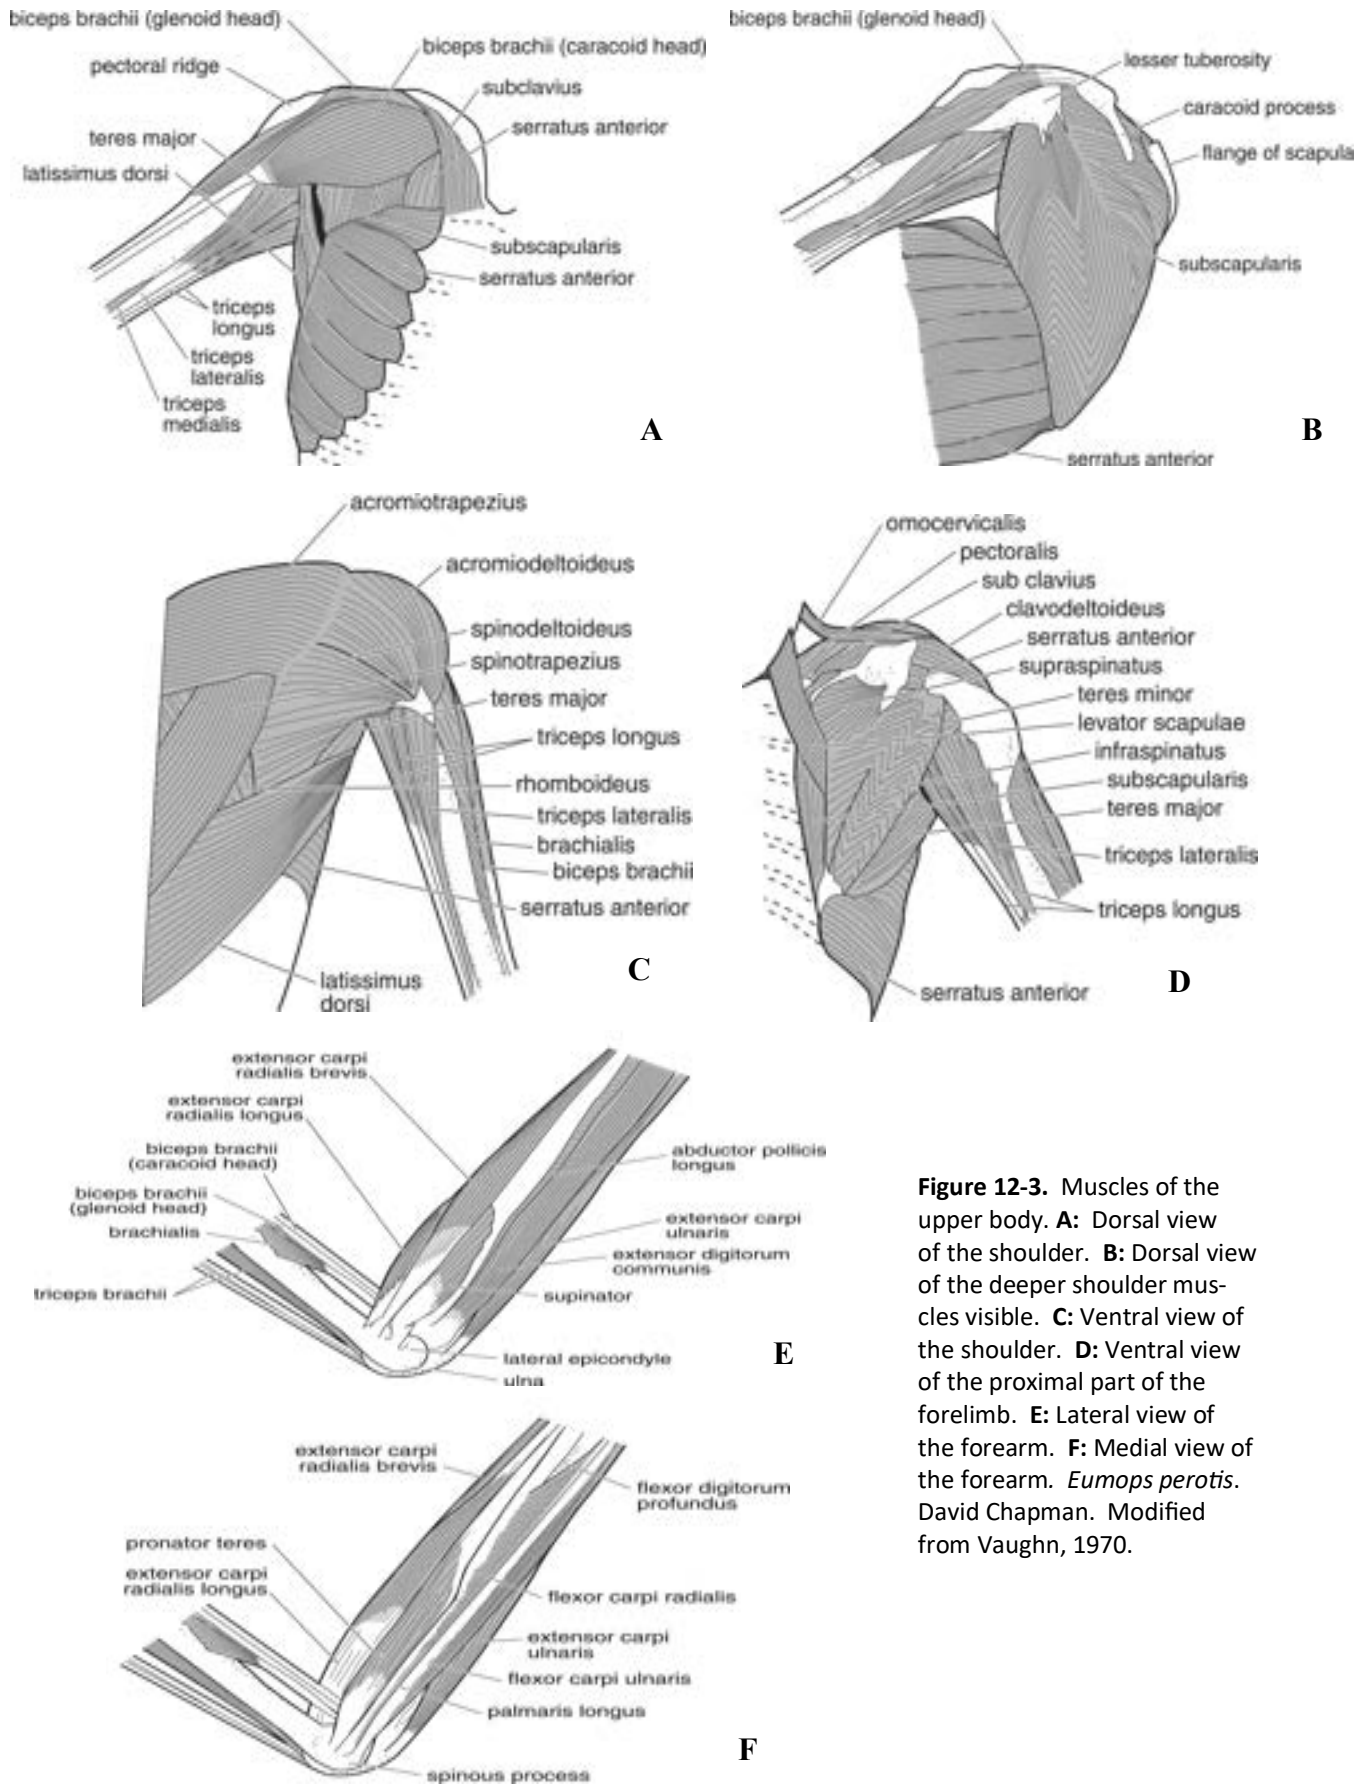 biceps brachii (glenoid head)
biceps brachii (caracoid head)
pectoral ridge
subclavius
serratus anterior
teres major
latissimus dorsi
subscapularis
serratus anterior
triceps
longus
triceps
lateralis
triceps
medialis
A
biceps brachii (glenoid head)
lesser tuberosity
caracoid process
flange of scapula
subscapularis
serratus anterior
B
acromiotrapezius
acromiodeltoideus
spinodeltoideus
spinotrapezius
teres major
triceps longus
rhomboideus
triceps lateralis
brachialis
biceps brachii
serratus anterior
latissimus
dorsi
C
omocervicalis
pectoralis
sub clavius
clavodeltoideus
serratus anterior
supraspinatus
teres minor
levator scapulae
infraspinatus
subscapularis
teres major
triceps lateralis
triceps longus
serratus anterior
D
extensor carpi
radialis brevis
extensor carpi
radialis longus
biceps brachii
(caracoid head)
biceps brachii
(glenoid head)
brachialis
triceps brachii
abductor pollicis
longus
extensor carpi
ulnaris
extensor digitorum
communis
supinator
lateral epicondyle
ulna
E
extensor carpi
radialis brevis
flexor digitorum
profundus
pronator teres
extensor carpi
radialis longus
flexor carpi radialis
extensor carpi
ulnaris
flexor carpi ulnaris
palmaris longus
spinous process
F
Figure 12-3. Muscles of the
upper body. A: Dorsal view
of the shoulder. B: Dorsal view
of the deeper shoulder mus-
cles visible. C: Ventral view of
the shoulder. D: Ventral view
of the proximal part of the
forelimb. E: Lateral view of
the forearm. F: Medial view of
the forearm. Eumops perotis.
David Chapman. Modified
from Vaughn, 1970.